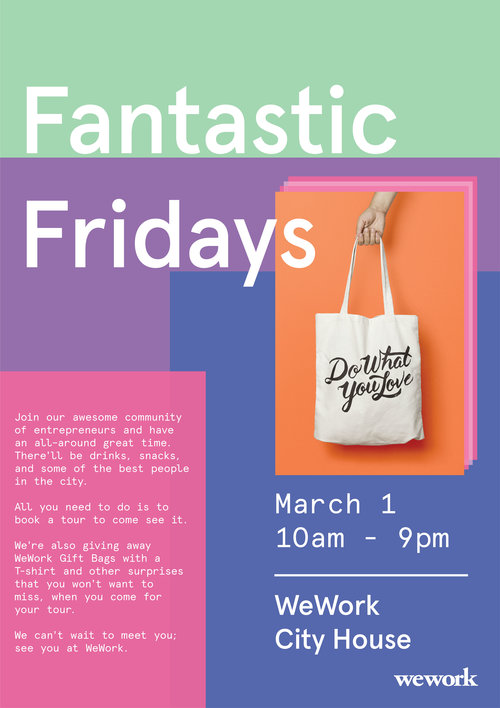 Fantastic
Fridays
Do What
You Love
Join our awesome community
of entrepreneurs and have
an all-around great time.
There'll be drinks, snacks,
and some of the best people
in the city.
All you need to do is to
book a tour to come see it.
We're also giving away
WeWork Gift Bags with a
T-shirt and other surprises
that you won't want to
miss, when you come for
your tour.
We can't wait to meet you;
see you at WeWork.
March 1
10am - 9pm
WeWork
City House
wework